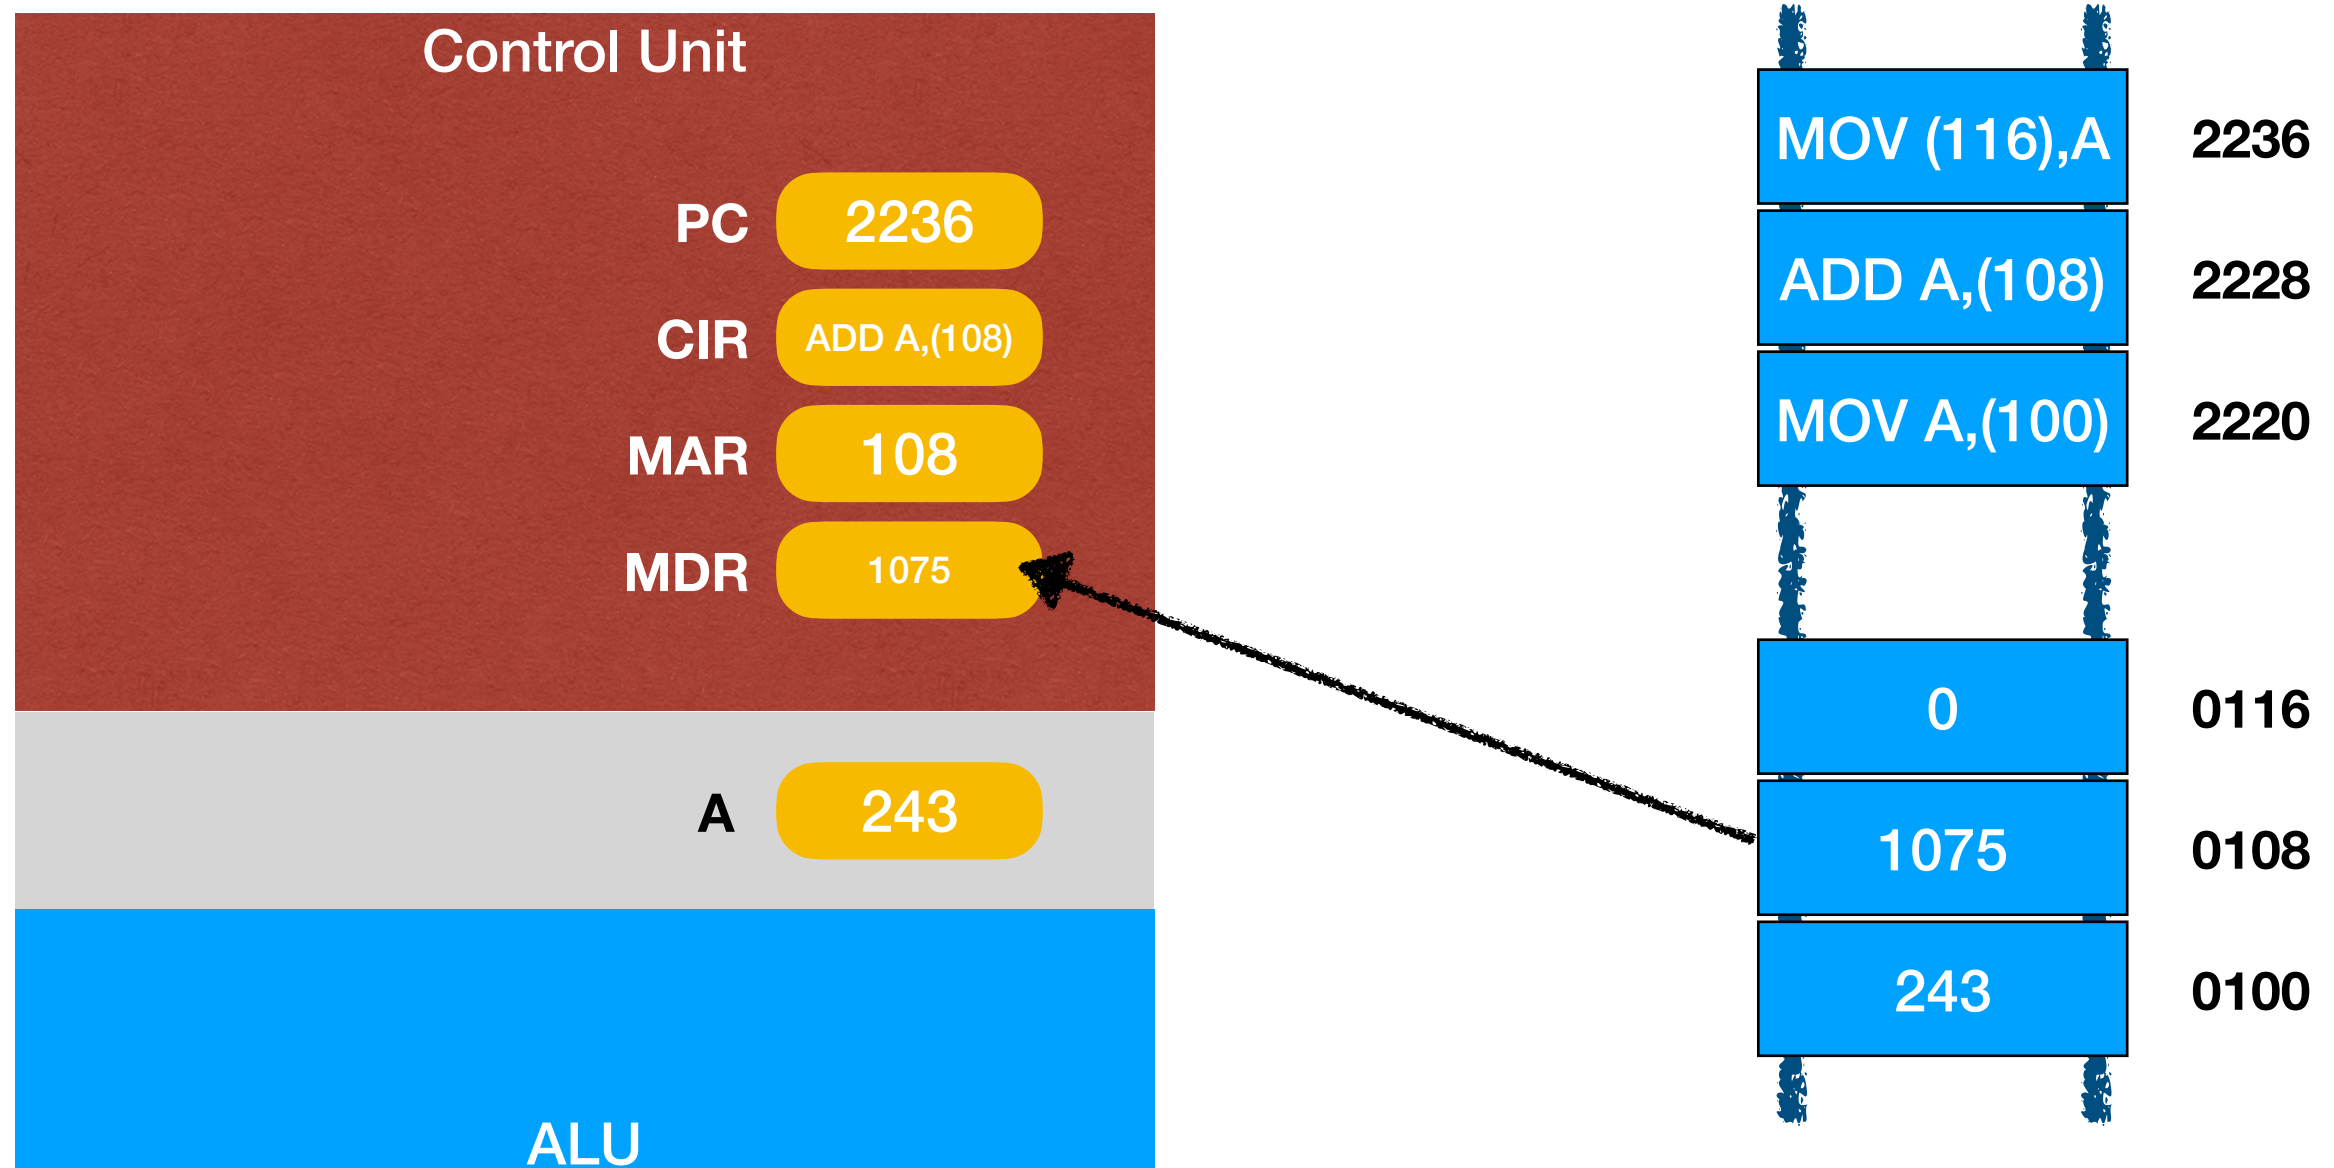 Control Unit
PC 2236
CIR ADD A,(108)
MAR 108
MDR 1075
A 243
ALU
MOV (116),A 2236
ADD A,(108) 2228
MOV A,(100) 2220
0 0116
1075 0108
243 0100